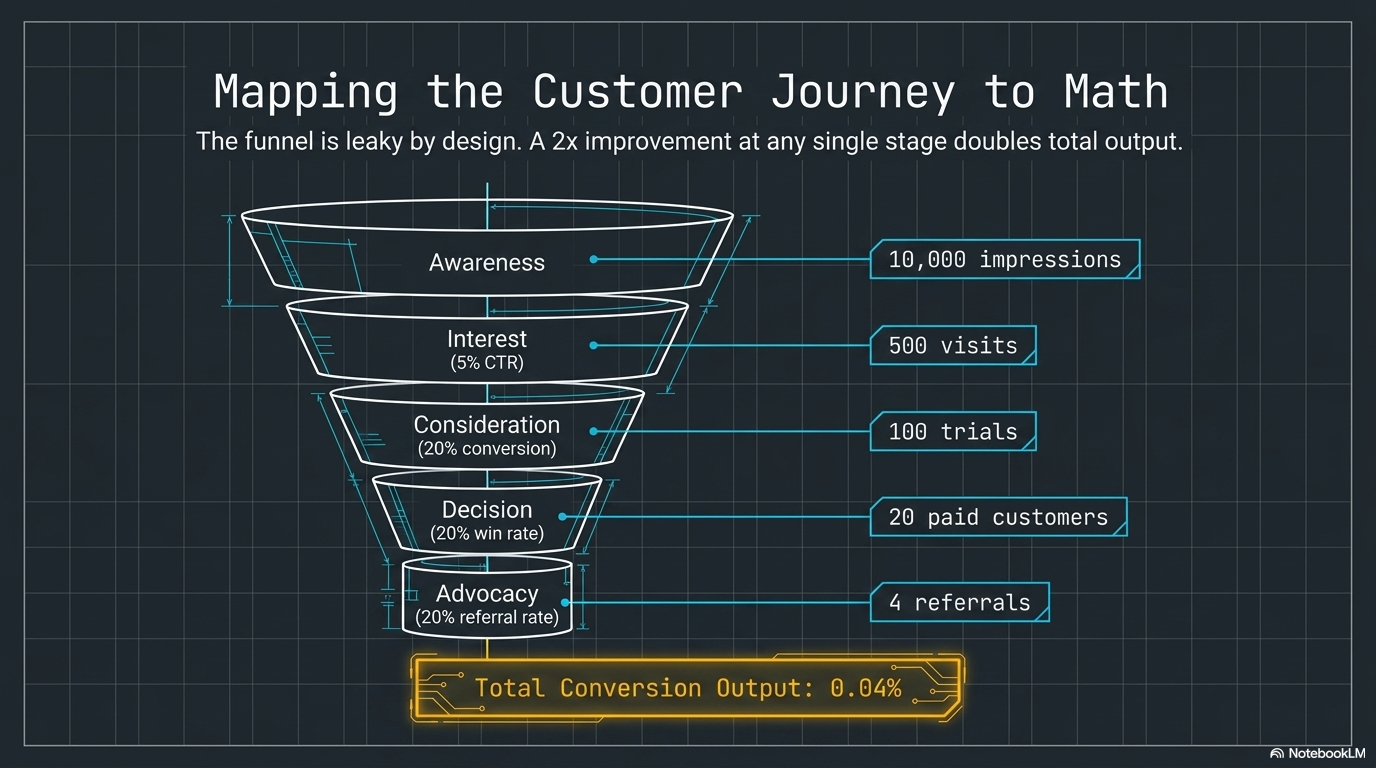 Mapping the Customer Journey to Math
The funnel is leaky by design. A 2x improvement at any single stage doubles total output.
Awareness
10,000 impressions
Interest
(5% CTR)
500 visits
Consideration
(20% conversion)
100 trials
Decision
(20% win rate)
20 paid customers
Advocacy
(20% referral rate)
4 referrals
Total Conversion Output: 0.04%
NotebookLM